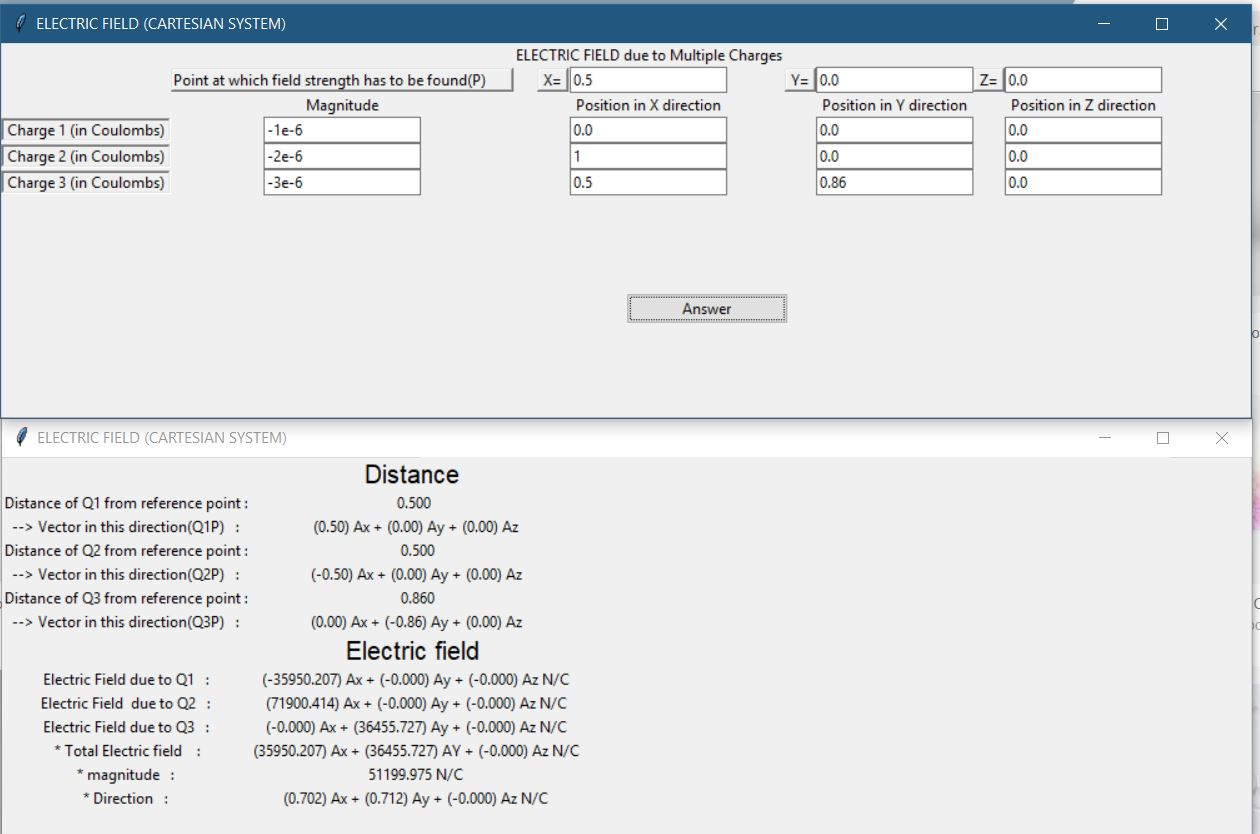 ELECTRIC FIELD (CARTESIAN SYSTEM)
ELECTRIC FIELD due to Multiple Charges
Point at which field strength has to be found(P) X= 0.5 Y= 0.0 Z= 0.0
Magnitude Position in X direction Position in Y direction Position in Z direction
Charge 1 (in Coulombs) -1e-6 0.0 0.0 0.0
Charge 2 (in Coulombs) -2e-6 1 0.0 0.0
Charge 3 (in Coulombs) -3e-6 0.5 0.86 0.0
Answer
ELECTRIC FIELD (CARTESIAN SYSTEM)
Distance
Distance of Q1 from reference point : 0.500
--> Vector in this direction(Q1P) : (0.50) Ax + (0.00) Ay + (0.00) Az
Distance of Q2 from reference point : 0.500
--> Vector in this direction(Q2P) : (-0.50) Ax + (0.00) Ay + (0.00) Az
Distance of Q3 from reference point : 0.860
--> Vector in this direction(Q3P) : (0.00) Ax + (-0.86) Ay + (0.00) Az
Electric field
Electric Field due to Q1 : (-35950.207) Ax + (-0.000) Ay + (-0.000) Az N/C
Electric Field due to Q2 : (71900.414) Ax + (-0.000) Ay + (-0.000) Az N/C
Electric Field due to Q3 : (-0.000) Ax + (36455.727) Ay + (-0.000) Az N/C
* Total Electric field : (35950.207) Ax + (36455.727) AY + (-0.000) Az N/C
* magnitude : 51199.975 N/C
* Direction : (0.702) Ax + (0.712) Ay + (-0.000) Az N/C